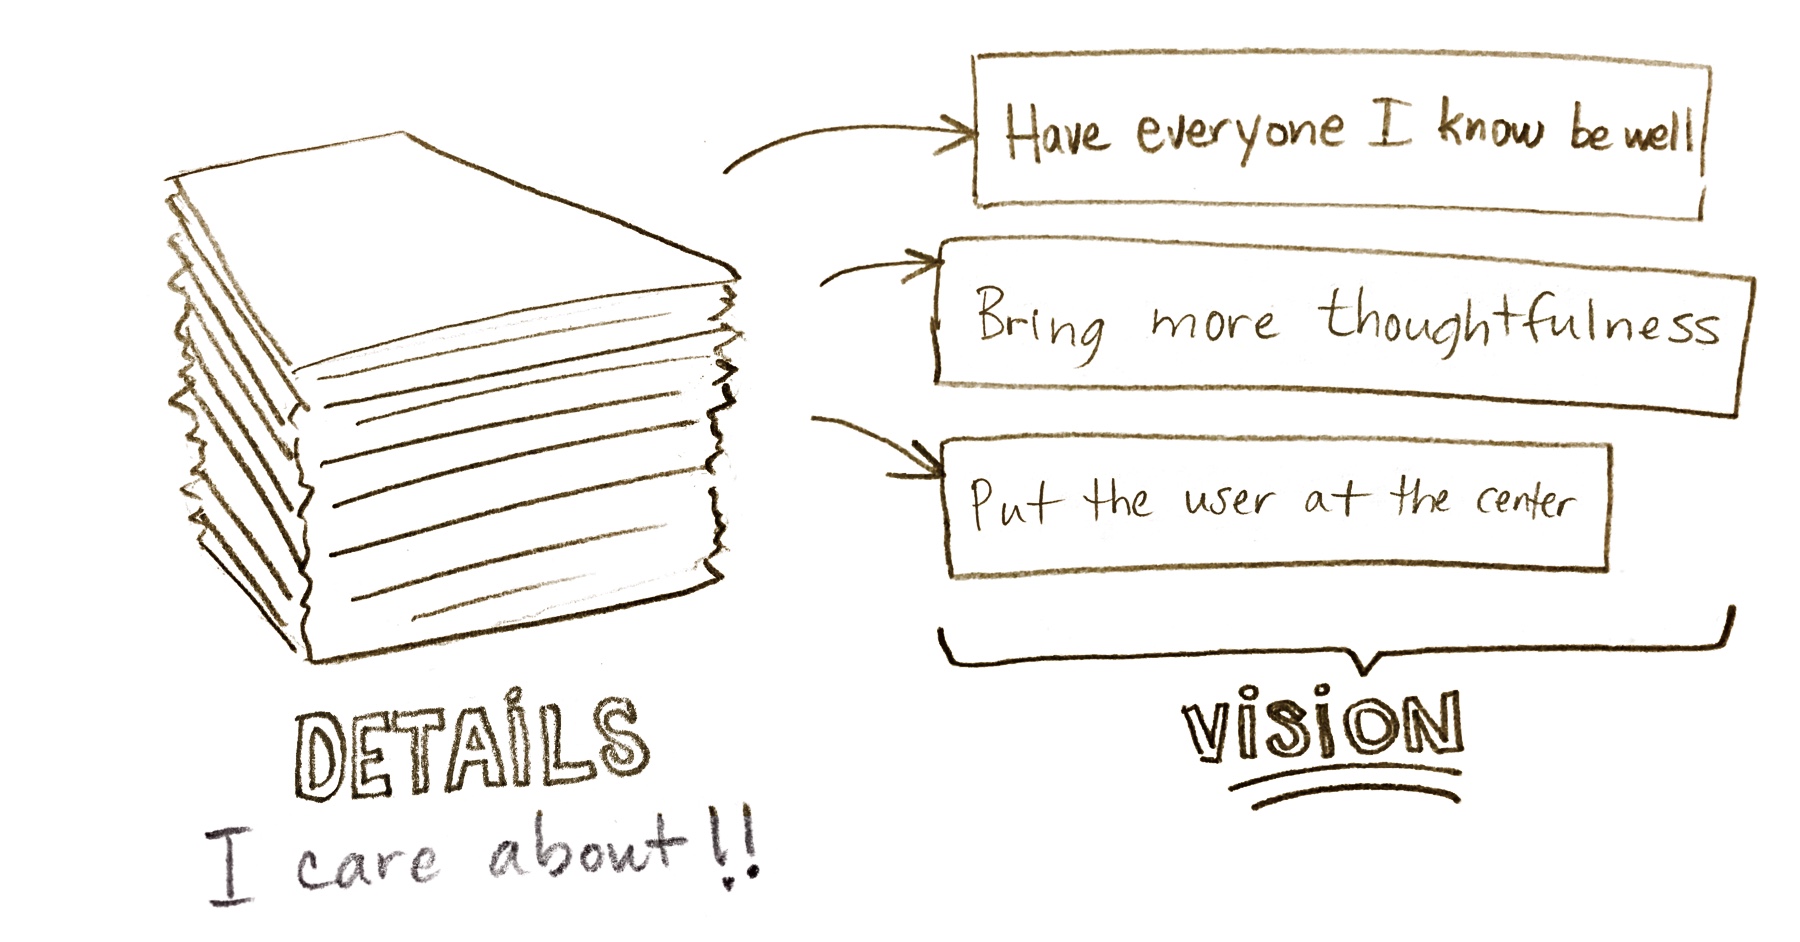 Have everyone I know be well
Bring more thoughtfulness
Put the user at the center
DETAiLS
I care about!!
ViSiON